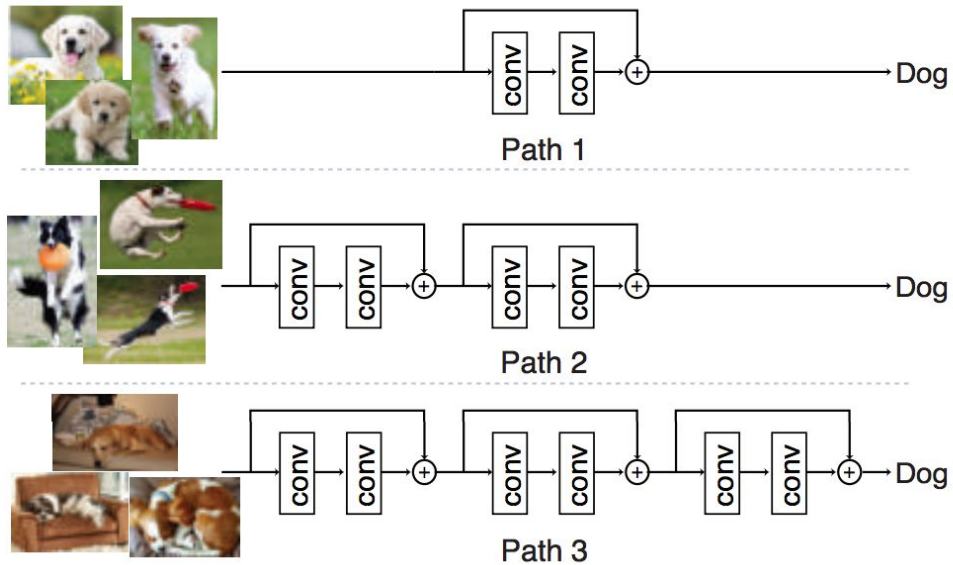 conv conv + Dog
Path 1
conv conv + conv conv + Dog
Path 2
conv conv + conv conv + conv conv + Dog
Path 3